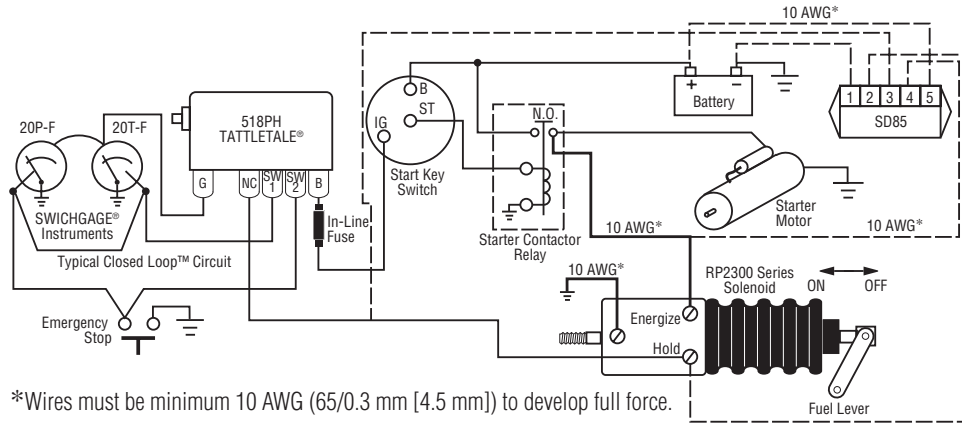 10 AWG*
B
ST
IG
Start Key
Switch
+ −
Battery
1 2 3 4 5
SD85
518PH
TATTLETALE®
20P-F
20T-F
G
NC
SW
1
SW
2
B
SWICHGAGE®
Instruments
Typical Closed Loop™ Circuit
In-Line
Fuse
N.O.
Starter Contactor
Relay
Starter
Motor
10 AWG*
10 AWG*
10 AWG*
RP2300 Series
Solenoid
ON
OFF
Energize
Hold
Emergency
Stop
Fuel Lever
*Wires must be minimum 10 AWG (65/0.3 mm [4.5 mm]) to develop full force.